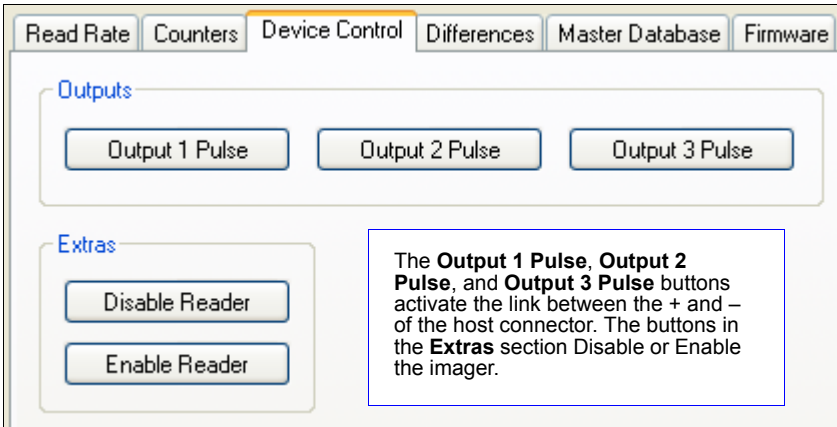 Read Rate Counters Device Control Differences Master Database Firmware
Outputs
Output 1 Pulse Output 2 Pulse Output 3 Pulse
Extras
Disable Reader
Enable Reader
The Output 1 Pulse, Output 2
Pulse, and Output 3 Pulse buttons
activate the link between the + and –
of the host connector. The buttons in
the Extras section Disable or Enable
the imager.